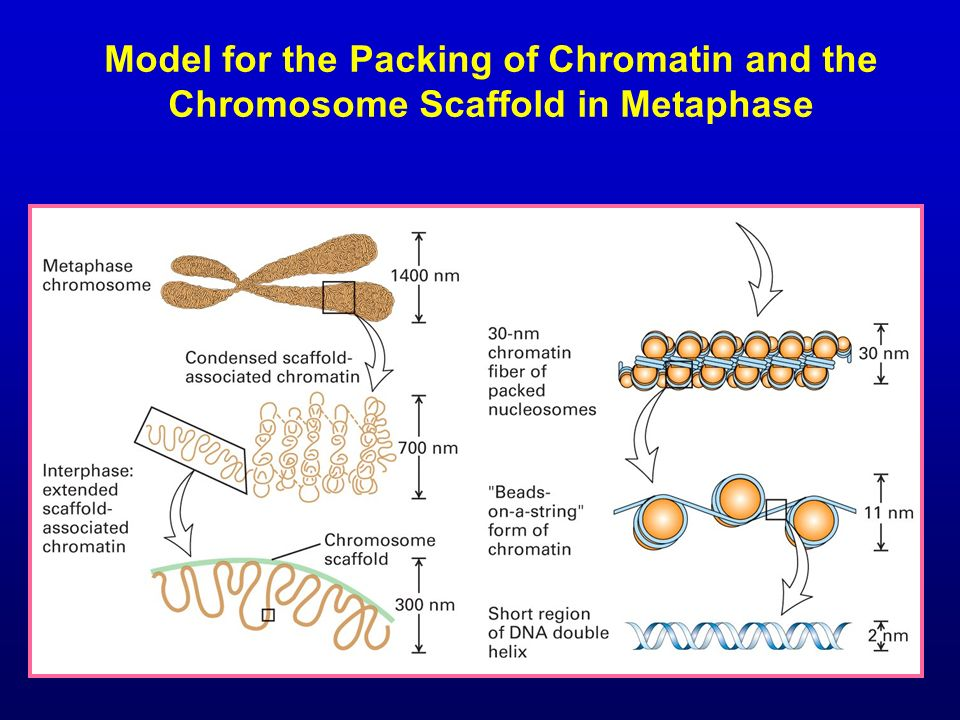 Model for the Packing of Chromatin and the
Chromosome Scaffold in Metaphase
Metaphase
chromosome
1400 nm
Condensed scaffold-
associated chromatin
700 nm
Interphase:
extended
scaffold-
associated
chromatin
Chromosome
scaffold
300 nm
30-nm
chromatin
fiber of
packed
nucleosomes
30 nm
"Beads-
on-a-string"
form of
chromatin
11 nm
Short region
of DNA double
helix
2 nm